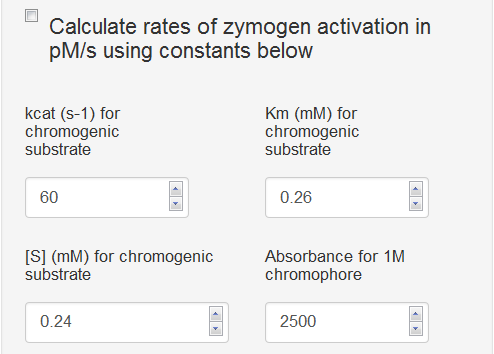 Calculate rates of zymogen activation in
pM/s using constants below
kcat (s-1) for
chromogenic
substrate
60
Km (mM) for
chromogenic
substrate
0.26
[S] (mM) for chromogenic
substrate
0.24
Absorbance for 1M
chromophore
2500